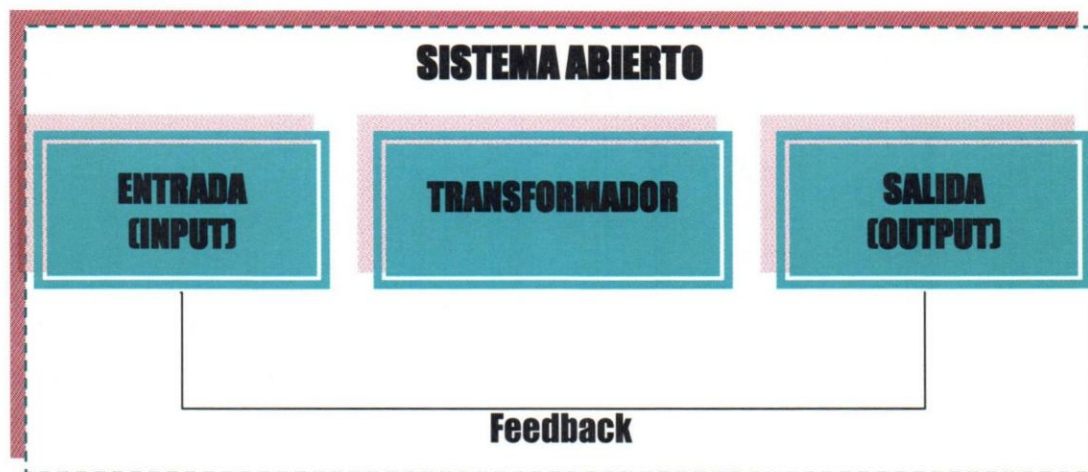 SISTEMA ABIERTO
ENTRADA
(INPUT)
TRANSFORMADOR
SALIDA
(OUTPUT)
Feedback